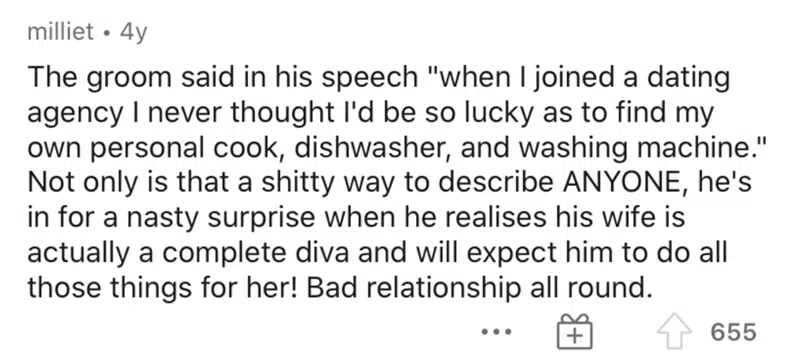 milliet • 4y
The groom said in his speech "when I joined a dating
agency I never thought I'd be so lucky as to find my
own personal cook, dishwasher, and washing machine."
Not only is that a shitty way to describe ANYONE, he's
in for a nasty surprise when he realises his wife is
actually a complete diva and will expect him to do all
those things for her! Bad relationship all round.
655